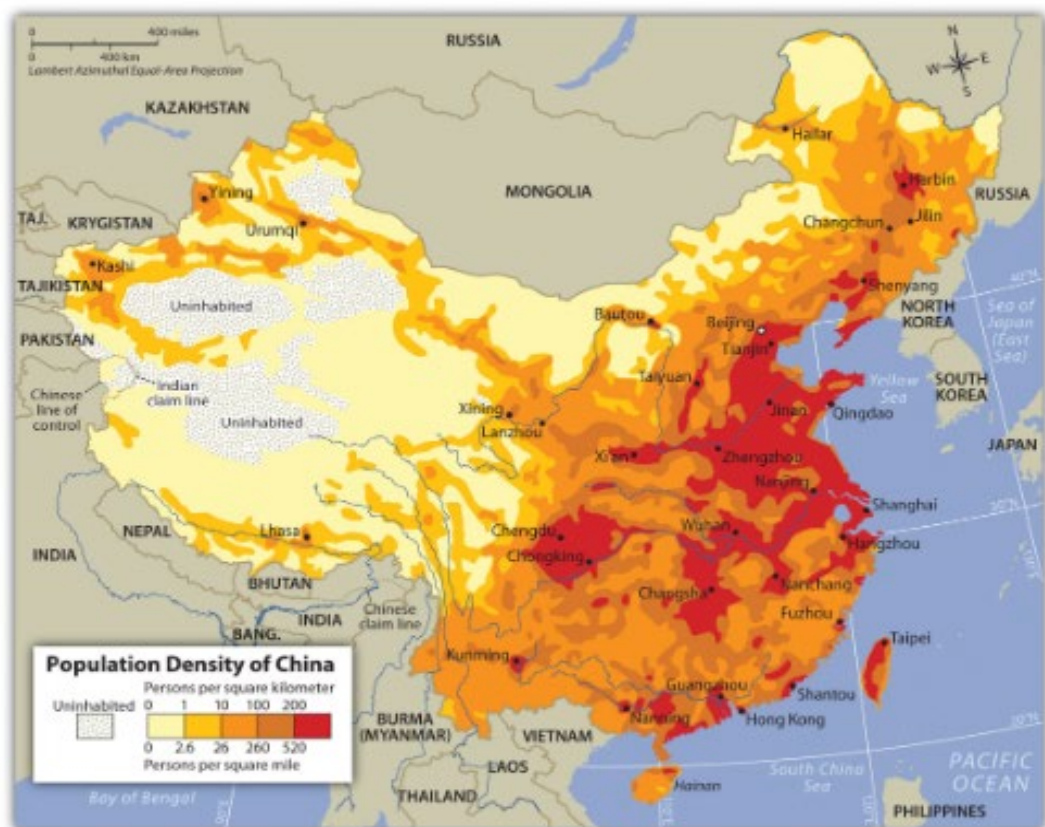 0 400 miles
0 400 km
Lambert Azimuthal Equal-Area Projection
RUSSIA
N
W E
S
KAZAKHSTAN
Hailar
MONGOLIA
Yining
Harbin
RUSSIA
TAJ.
KRYGISTAN
Urumqi
Changchun
Jilin
Kashi
TAJIKISTAN
Shenyang
40°N
Uninhabited
NORTH
KOREA
Sea of
Japan
(East
Sea)
Bautou
Beijing
Tianjin
PAKISTAN
Chinese
line of
control
Indian
claim line
Taiyuan
Yellow
Sea
SOUTH
KOREA
Uninhabited
Xining
Lanzhou
Jinan
Qingdao
JAPAN
Xi'an
Zhengzhou
Nanjing
Shanghai
30°N
NEPAL
Lhasa
Chengdu
Wuhan
Hangzhou
INDIA
Chongking
BHUTAN
Changsha
Nanchang
INDIA
Chinese
claim line
Fuzhou
BANG.
Taipei
Kunming
Guangzhou
Shantou
Nanning
Hong Kong
20°N
BURMA
(MYANMAR)
VIETNAM
LAOS
Hainan
South China
Sea
PACIFIC
OCEAN
Bay of Bengal
THAILAND
PHILIPPINES
Population Density of China
Persons per square kilometer
Uninhabited
0 1 10 100 200
0 2.6 26 260 520
Persons per square mile